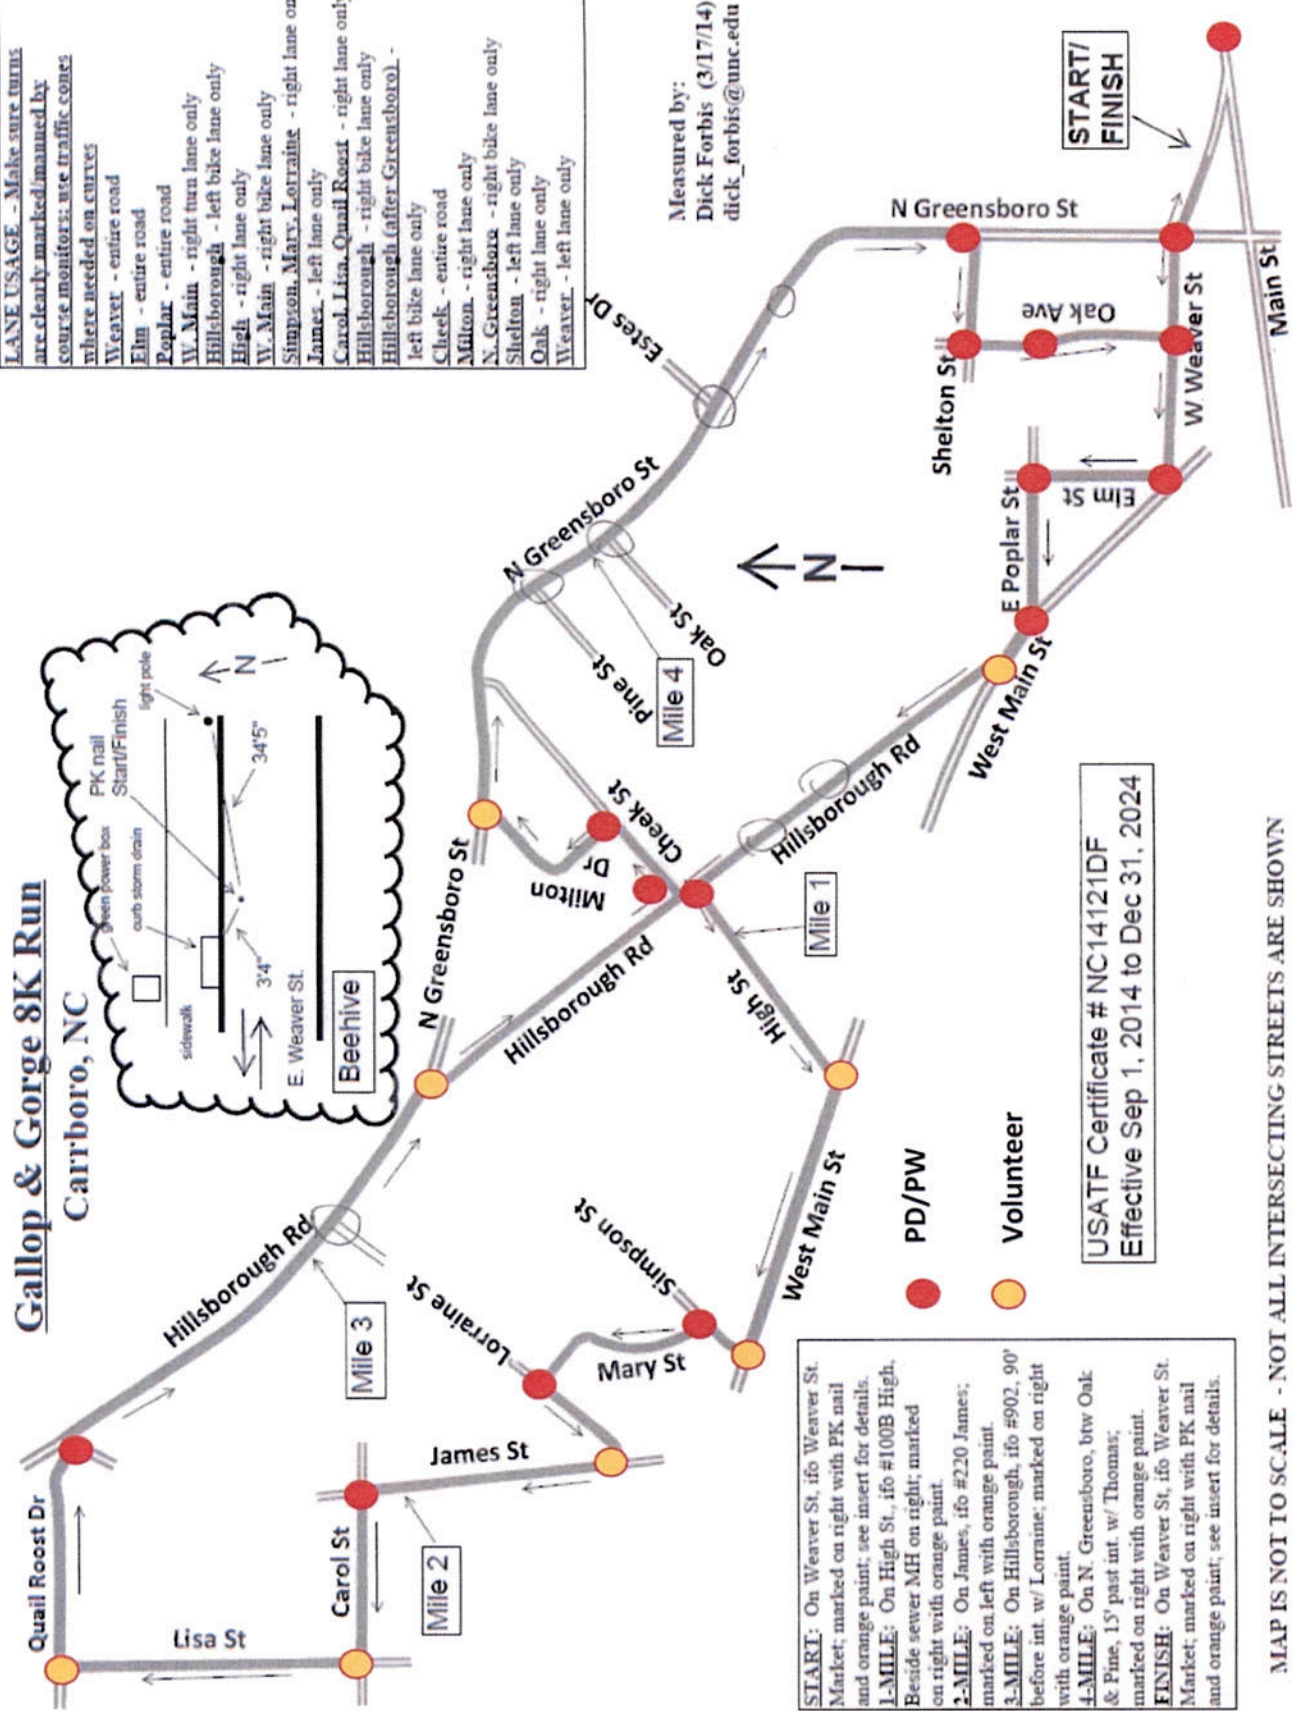 Gallop & Gorge 8K Run
Carrboro, NC
LANE USAGE - Make sure turns
are clearly marked/manned by
course monitors; use traffic cones
where needed on curves
Weaver - entire road
Elm - entire road
Poplar - entire road
W. Main - right turn lane only
Hillsborough - left bike lane only
High - right lane only
W. Main - right bike lane only
Simpson, Mary, Lorraine - right lane on
James - left lane only
Carol, Lisa, Quail Roost - right lane only
Hillsborough - right bike lane only
Hillsborough (after Greensboro) -
left bike lane only
Cheek - entire road
Milton - right lane only
N. Greensboro - right bike lane only
Shelton - left lane only
Oak - right lane only
Weaver - left lane only
Measured by:
Dick Forbis (3/17/14)
dick_forbis@unc.edu
green power box
curb storm drain
PK nail
Start/Finish
light pole
sidewalk
3'4"
34'5"
N
E. Weaver St.
Beehive
START/
FINISH
Quail Roost Dr
Lisa St
Carol St
James St
Mile 2
Hillsborough Rd
Mile 3
Lorraine St
Mary St
Simpson St
West Main St
N Greensboro St
Hillsborough Rd
High St
Mile 1
Milton
Dr
Cheek St
Hillsborough Rd
West Main St
N Greensboro St
Pine St
Oak St
Mile 4
Estes Dr
N
N Greensboro St
Shelton St
Oak Ave
E Poplar St
Elm St
W Weaver St
Main St
PD/PW
Volunteer
USATF Certificate # NC14121DF
Effective Sep 1, 2014 to Dec 31, 2024
START: On Weaver St, ifo Weaver St.
Market; marked on right with PK nail
and orange paint; see insert for details.
1-MILE: On High St., ifo #100B High,
Beside sewer MH on right; marked
on right with orange paint.
2-MILE: On James, ifo #220 James;
marked on left with orange paint.
3-MILE: On Hillsborough, ifo #902, 90'
before int. w/ Lorraine; marked on right
with orange paint.
4-MILE: On N. Greensboro, btw Oak
& Pine, 15' past int. w/ Thomas;
marked on right with orange paint.
FINISH: On Weaver St, ifo Weaver St.
Market; marked on right with PK nail
and orange paint; see insert for details.
MAP IS NOT TO SCALE - NOT ALL INTERSECTING STREETS ARE SHOWN